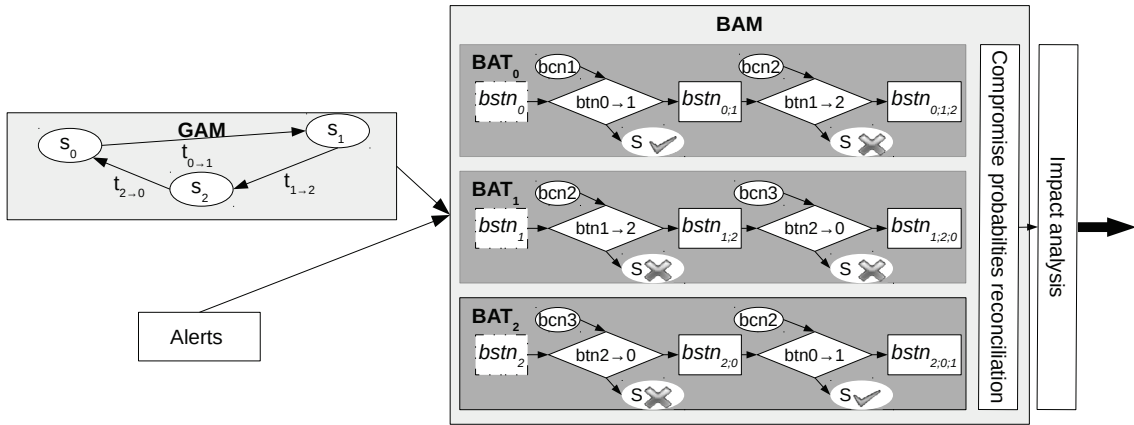 BAM
GAM
s0
s1
s2
t0→1
t2→0
t1→2
Alerts
BAT0
bcn1
bcn2
bstn0
btn0→1
bstn0;1
btn1→2
bstn0;1;2
S
S
BAT1
bcn2
bcn3
bstn1
btn1→2
bstn1;2
btn2→0
bstn1;2;0
S
S
BAT2
bcn3
bcn2
bstn2
btn2→0
bstn2;0
btn0→1
bstn2;0;1
S
S
Compromise probabilties reconciliation
Impact analysis